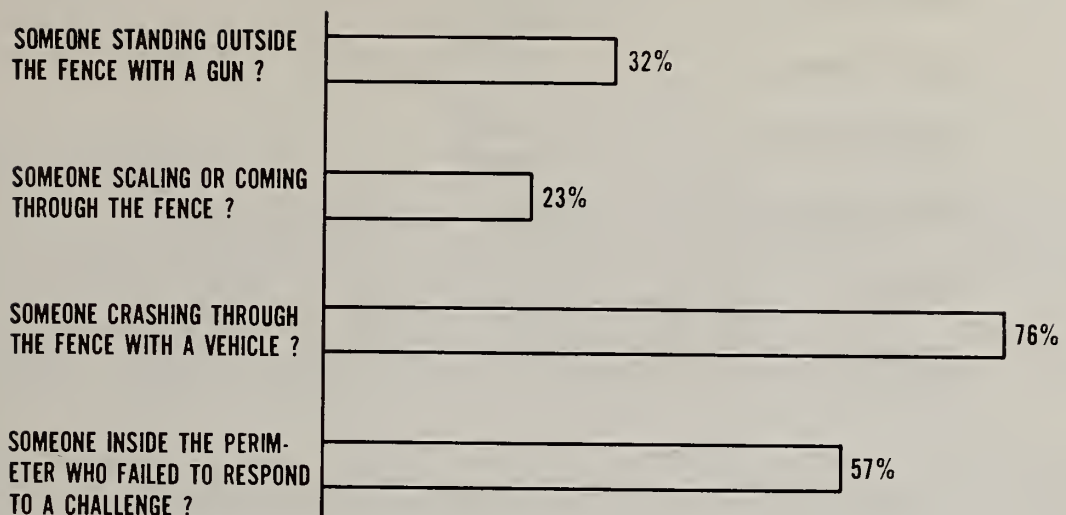 SOMEONE STANDING OUTSIDE
THE FENCE WITH A GUN ?
32%
SOMEONE SCALING OR COMING
THROUGH THE FENCE ?
23%
SOMEONE CRASHING THROUGH
THE FENCE WITH A VEHICLE ?
76%
SOMEONE INSIDE THE PERIM-
ETER WHO FAILED TO RESPOND
TO A CHALLENGE ?
57%